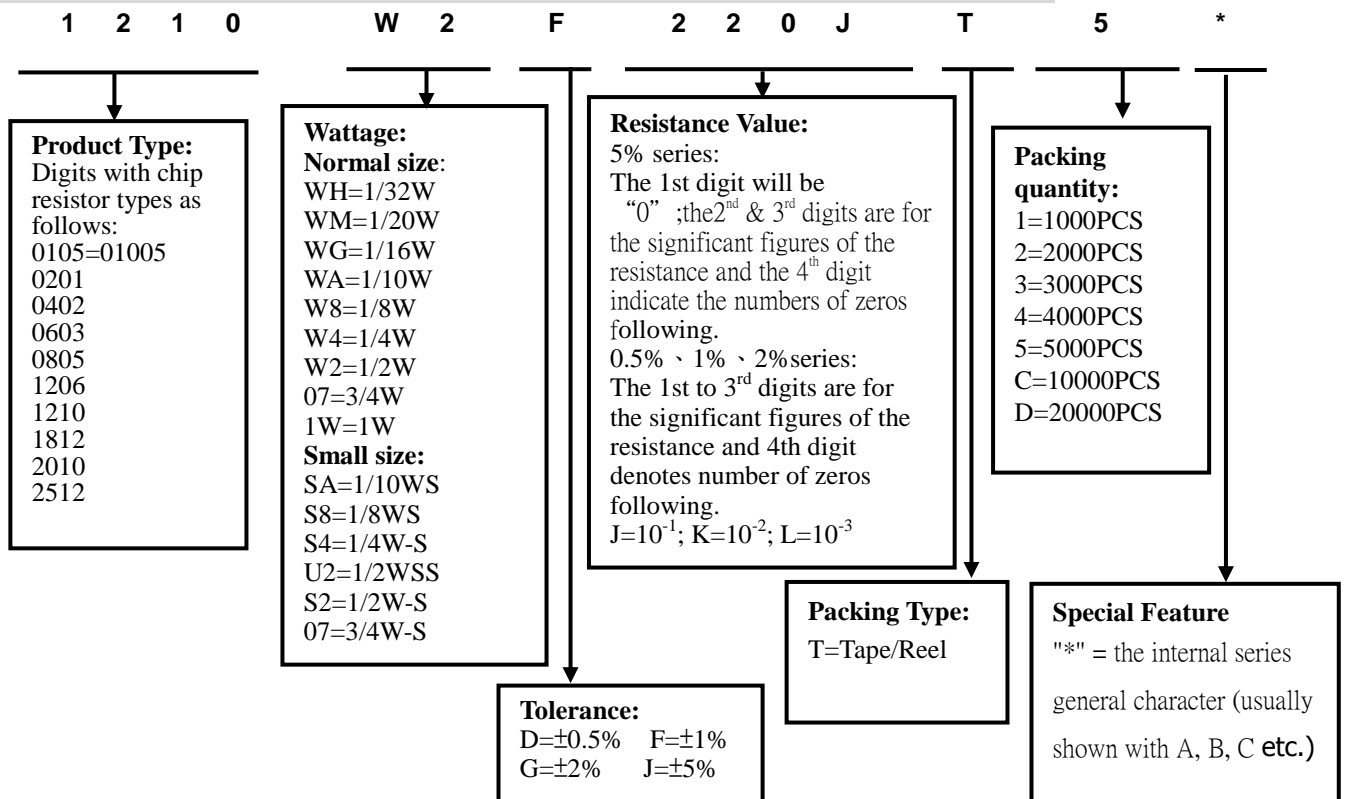 1 2 1 0 W 2 F 2 2 0 J T 5 *
Product Type:
Digits with chip
resistor types as
follows:
0105=01005
0201
0402
0603
0805
1206
1210
1812
2010
2512
Wattage:
Normal size:
WH=1/32W
WM=1/20W
WG=1/16W
WA=1/10W
W8=1/8W
W4=1/4W
W2=1/2W
07=3/4W
1W=1W
Small size:
SA=1/10WS
S8=1/8WS
S4=1/4W-S
U2=1/2WSS
S2=1/2W-S
07=3/4W-S
Tolerance:
D=±0.5% F=±1%
G=±2% J=±5%
Resistance Value:
5% series:
The 1st digit will be
“0” ;the2nd & 3rd digits are for
the significant figures of the
resistance and the 4th digit
indicate the numbers of zeros
following.
0.5%、1%、2%series:
The 1st to 3rd digits are for
the significant figures of the
resistance and 4th digit
denotes number of zeros
following.
J=10-1; K=10-2; L=10-3
Packing Type:
T=Tape/Reel
Packing
quantity:
1=1000PCS
2=2000PCS
3=3000PCS
4=4000PCS
5=5000PCS
C=10000PCS
D=20000PCS
Special Feature
"*" = the internal series
general character (usually
shown with A, B, C etc.)